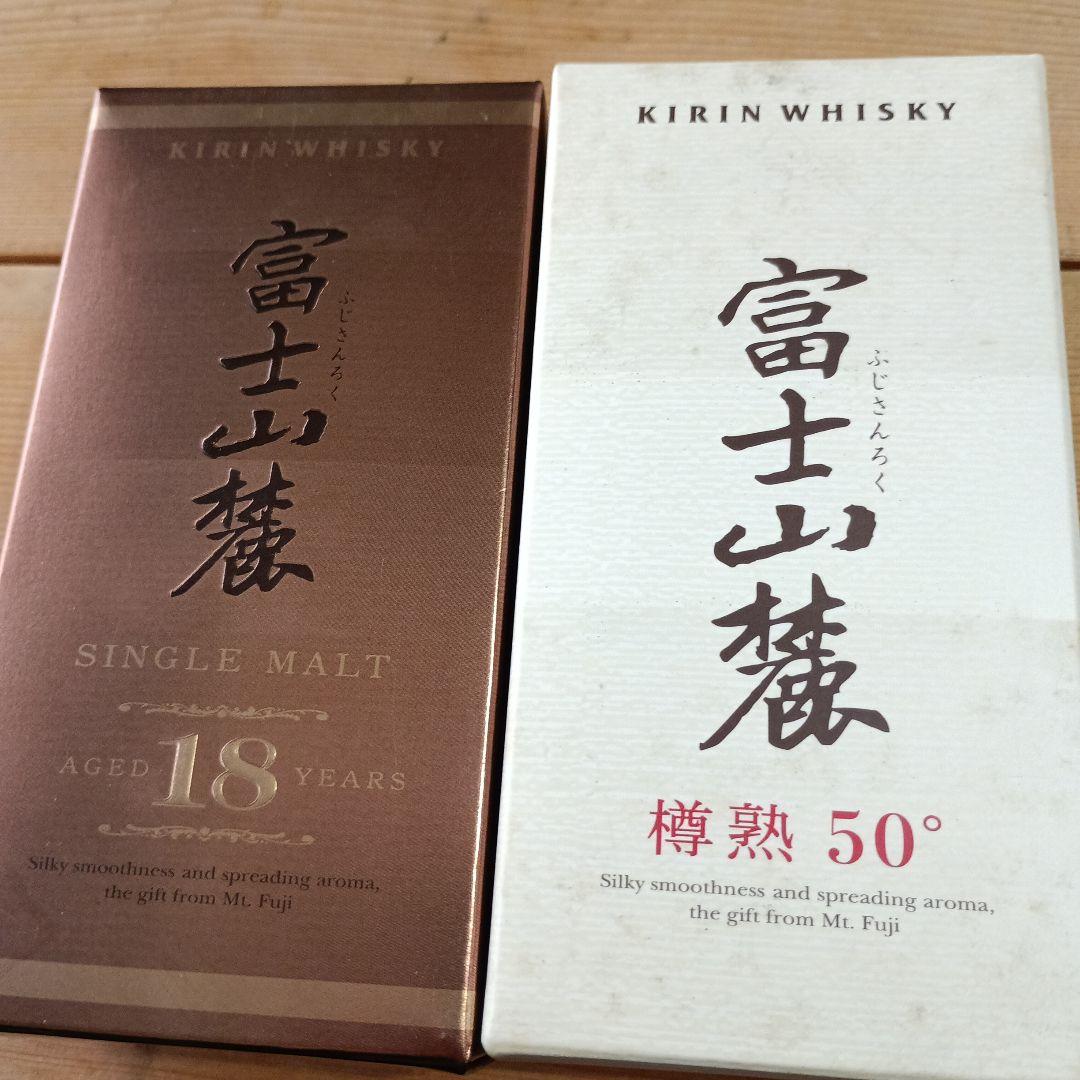 KIRIN WHISKY
富士山麓
ふじさんろく
SINGLE MALT
AGED 18 YEARS
Silky smoothness and spreading aroma,
the gift from Mt. Fuji
KIRIN WHISKY
富士山麓
ふじさんろく
樽熟 50°
Silky smoothness and spreading aroma,
the gift from Mt. Fuji